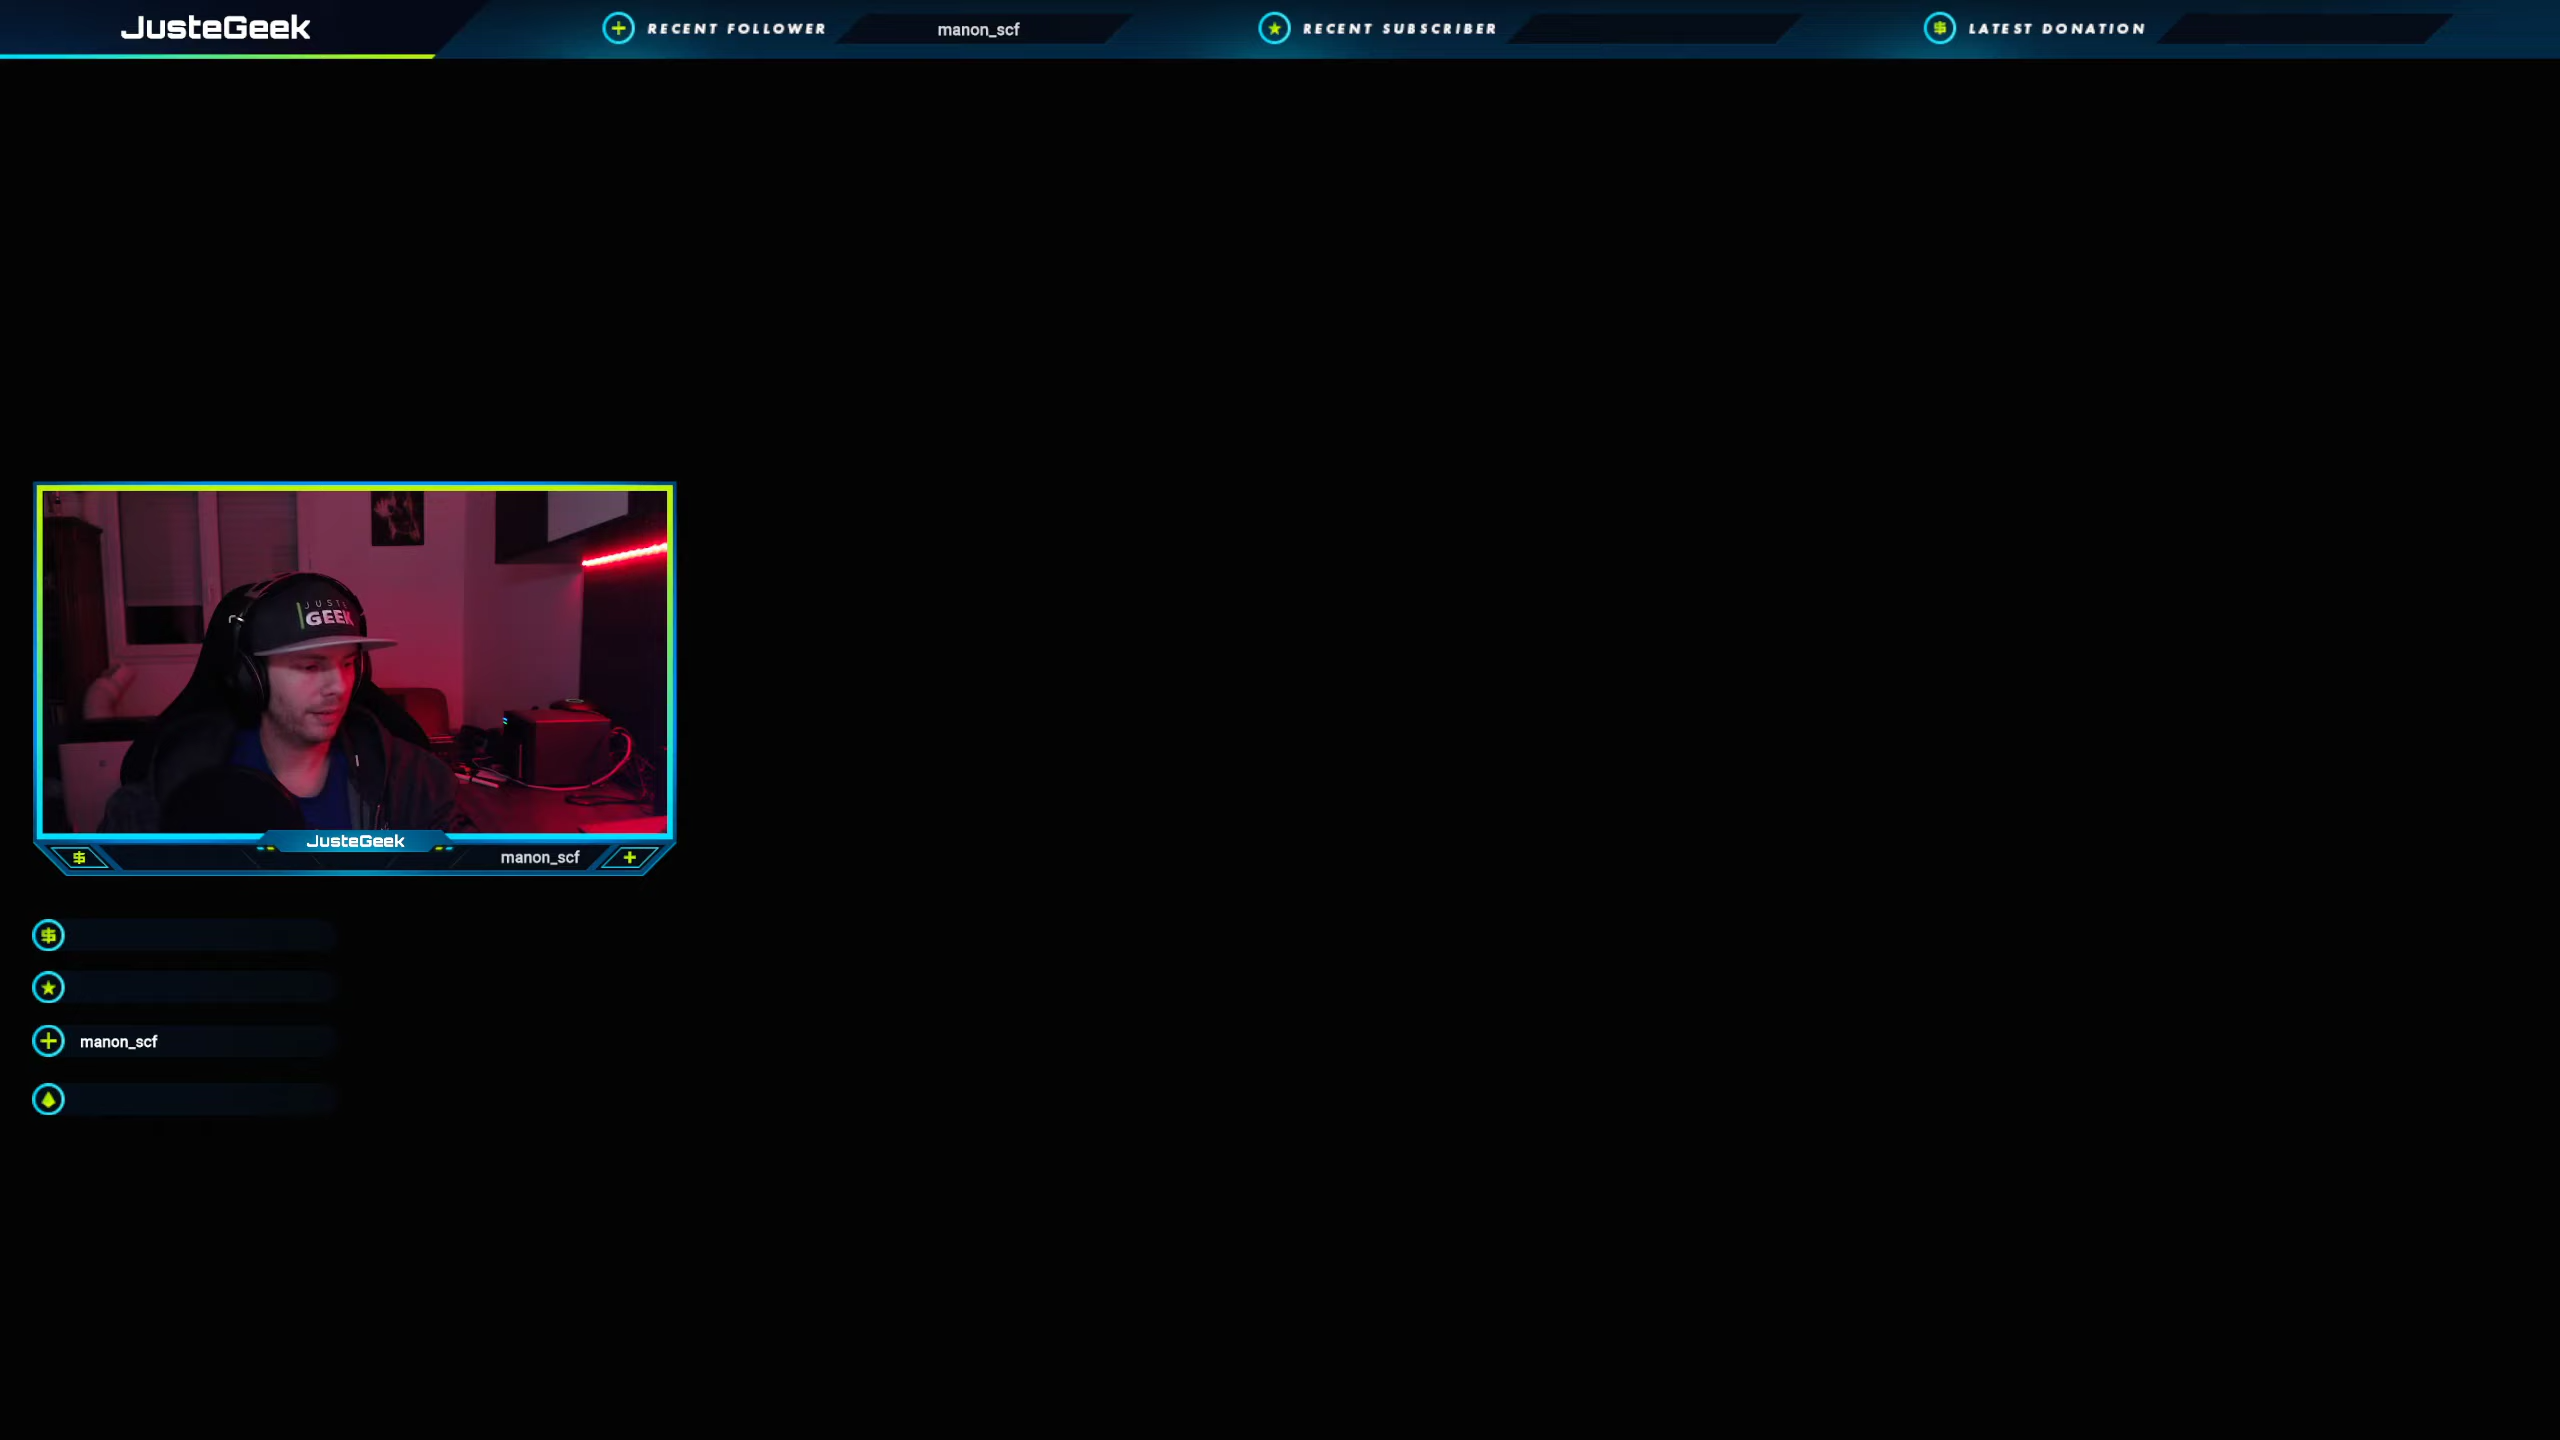 JusteGeek
RECENT FOLLOWER
manon_scf
RECENT SUBSCRIBER
LATEST DONATION
JUSTE
GEEK
JusteGeek
manon_scf
manon_scf